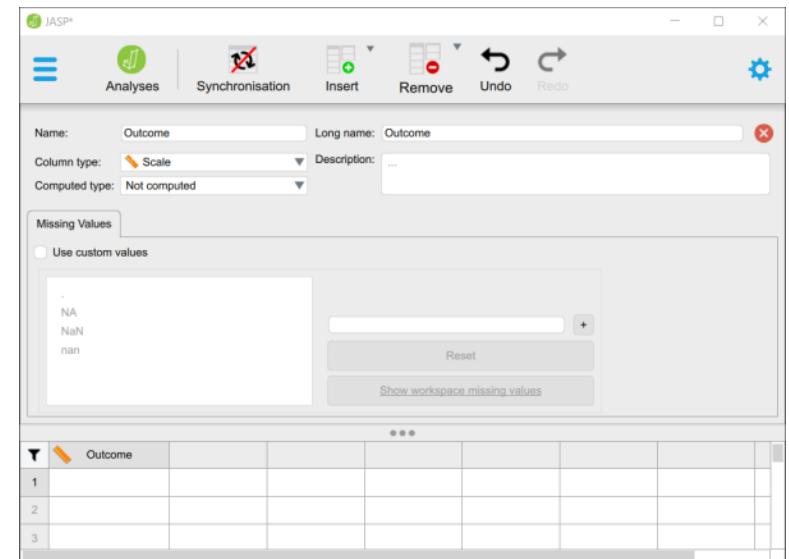 JASP*
Analyses
Synchronisation
Insert
Remove
Undo
Redo
Name: Outcome
Long name: Outcome
Column type: Scale
Description: ...
Computed type: Not computed
Missing Values
Use custom values
.
NA
NaN
nan
+
Reset
Show workspace missing values
Outcome
1
2
3